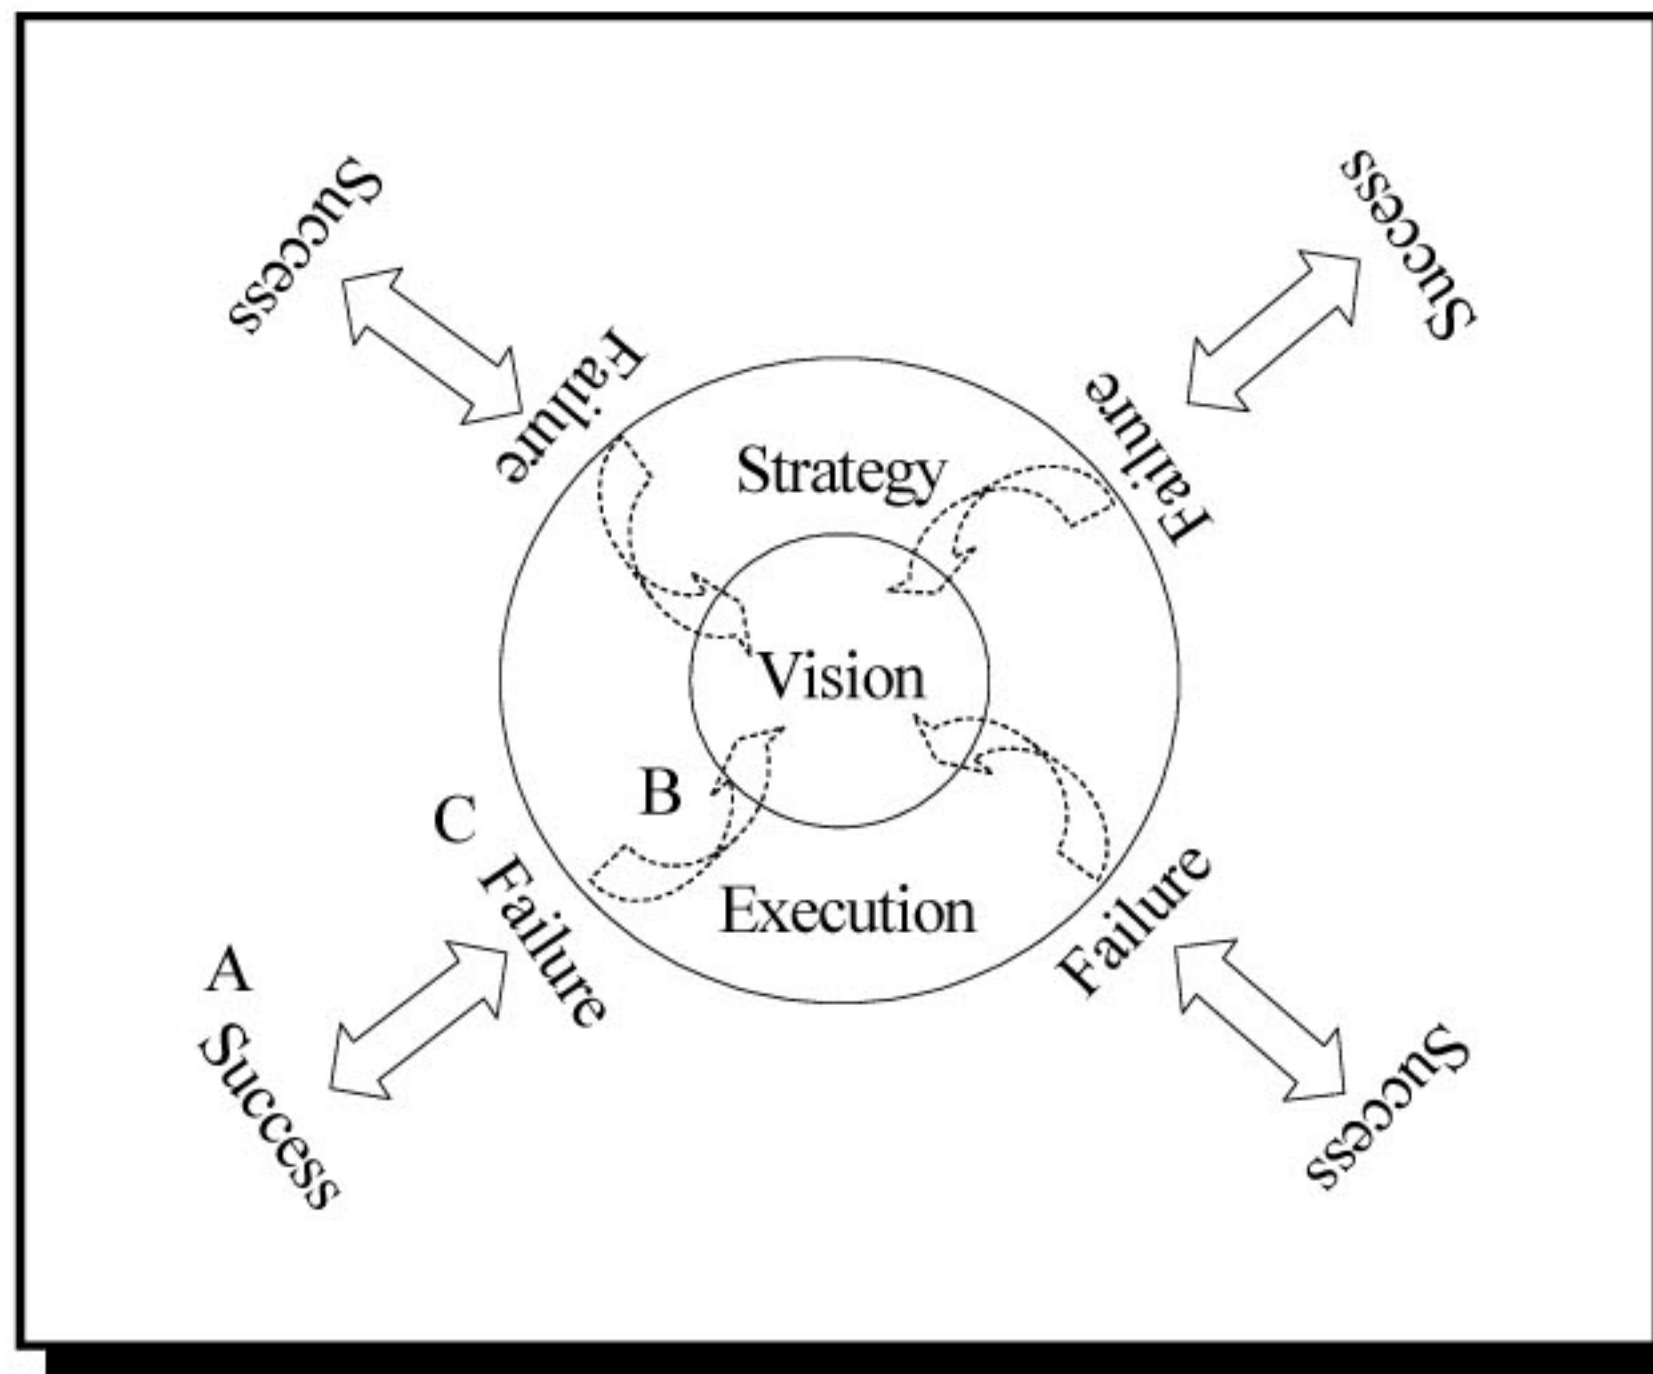 Success
Success
Failure
Failure
Strategy
Vision
B
C
Failure
Execution
Failure
A
Success
Success